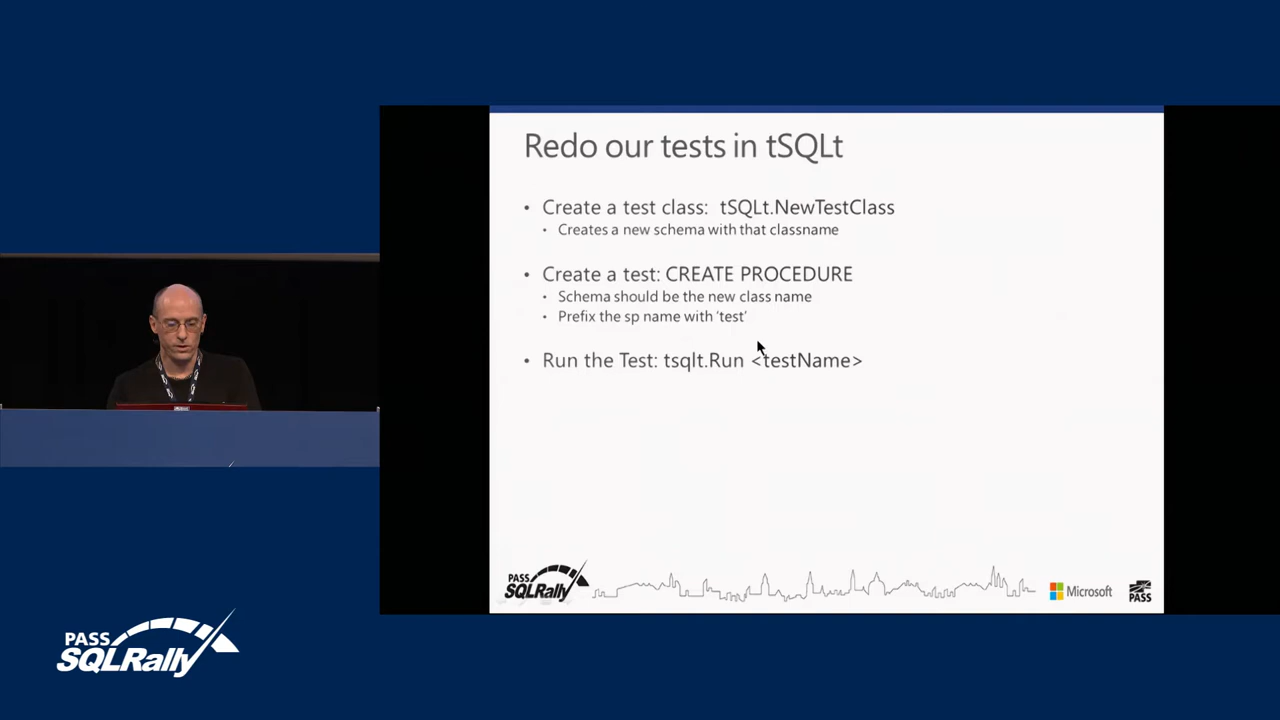 Redo our tests in tSQLt
• Create a test class: tSQLt.NewTestClass
• Creates a new schema with that classname
• Create a test: CREATE PROCEDURE
• Schema should be the new class name
• Prefix the sp name with 'test'
• Run the Test: tsqlt.Run <testName>
PASS
SQLRally
Microsoft
PASS
PASS
SQLRally